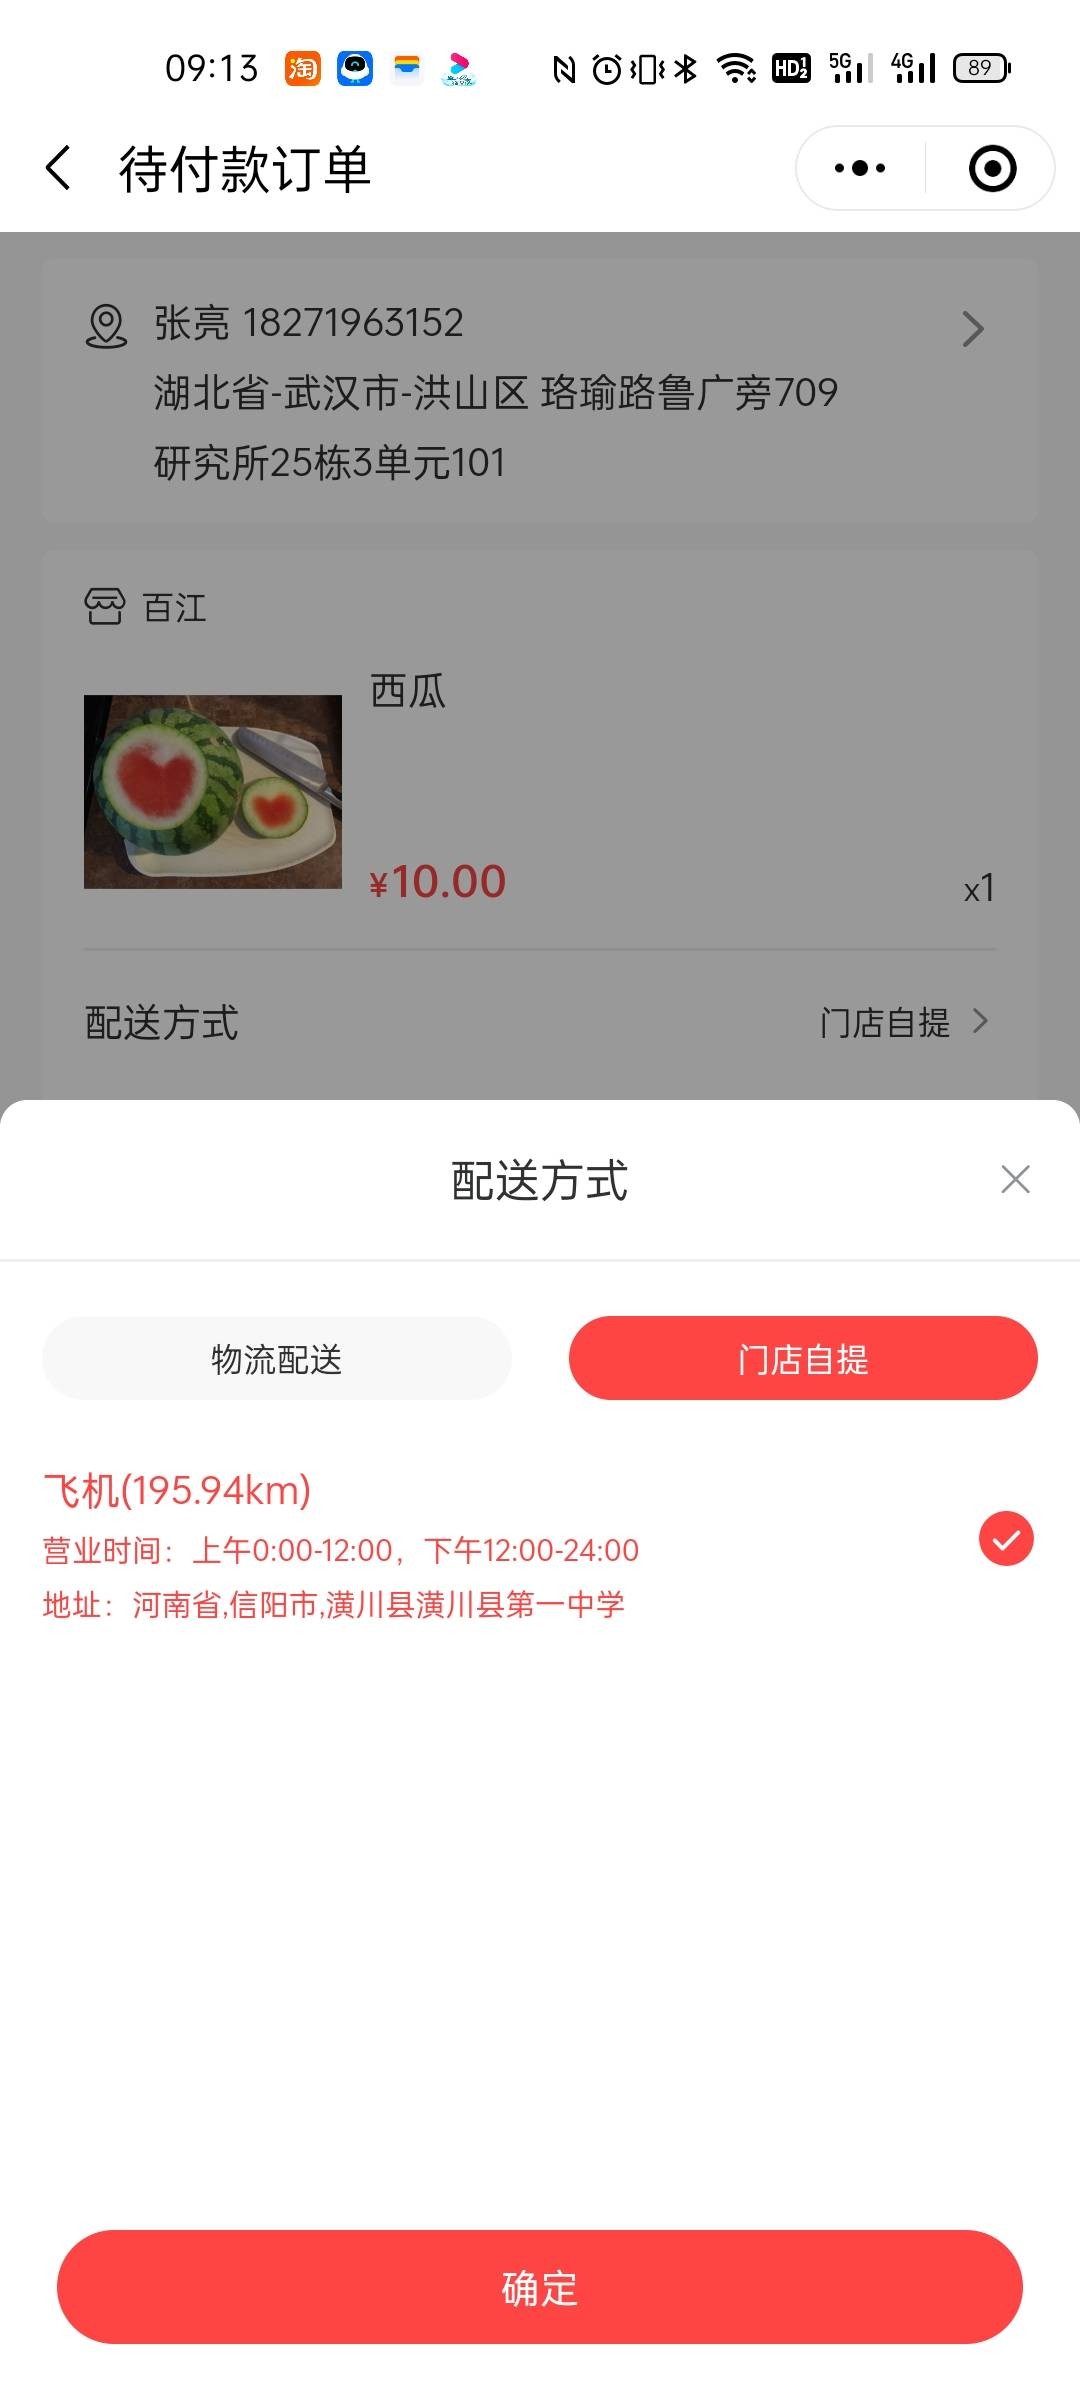 09:13
淘
HD 1 2
5G
4G
89
待付款订单
张亮 18271963152
湖北省-武汉市-洪山区 珞瑜路鲁广旁709
研究所25栋3单元101
百江
西瓜
¥10.00
x1
配送方式
门店自提
配送方式
物流配送
门店自提
飞机(195.94km)
营业时间：上午0:00-12:00，下午12:00-24:00
地址：河南省,信阳市,潢川县潢川县第一中学
确定